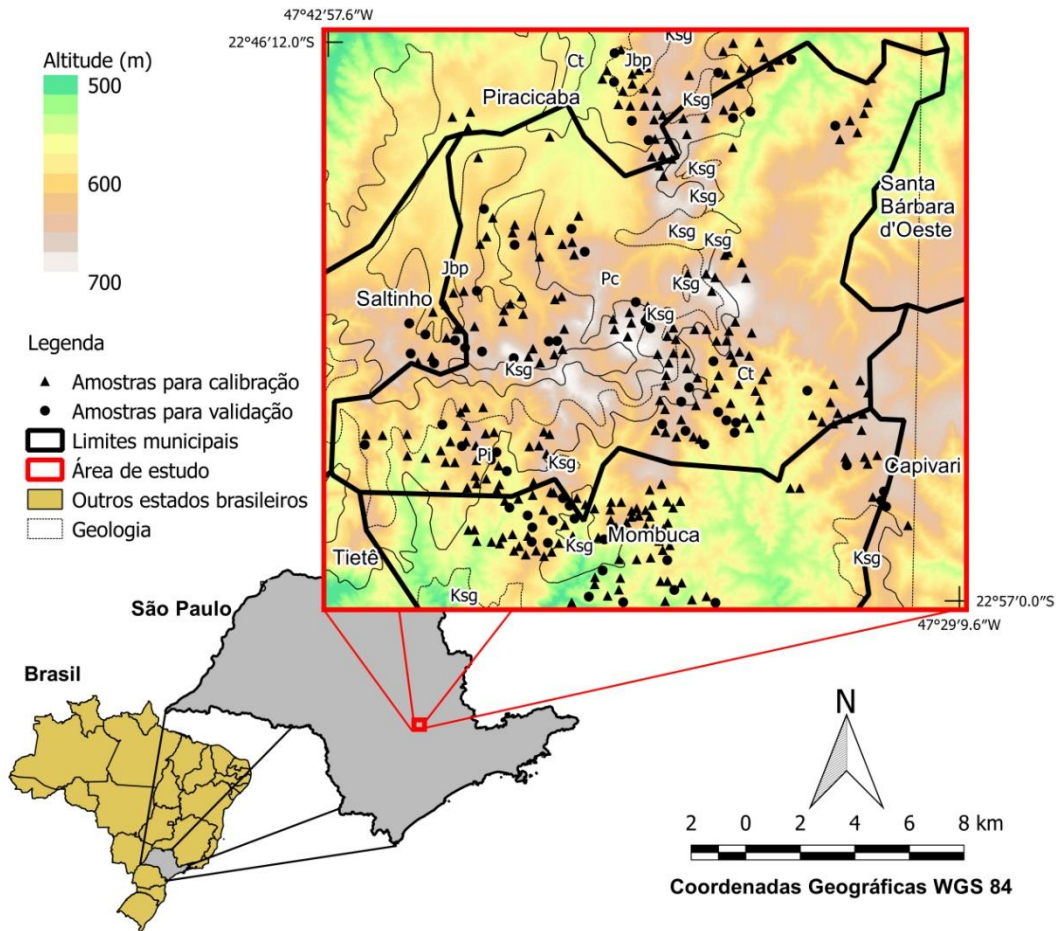 47°42'57.6"W
22°46'12.0"S
Altitude (m)
500
600
700
Legenda
Amostras para calibração
Amostras para validação
Limites municipais
Área de estudo
Outros estados brasileiros
Geologia
Ksg
Ct
Jbp
Piracicaba
Ksg
Ksg
Ksg
Santa
Bárbara
d'Oeste
Ksg
Ksg
Jbp
Pc
Ksg
Saltinho
Ksg
Ksg
Ct
Pi
Ksg
Capivari
Ksg
Mombuca
Ksg
Tietê
Ksg
22°57'0.0"S
47°29'9.6"W
São Paulo
Brasil
N
2 0 2 4 6 8 km
Coordenadas Geográficas WGS 84